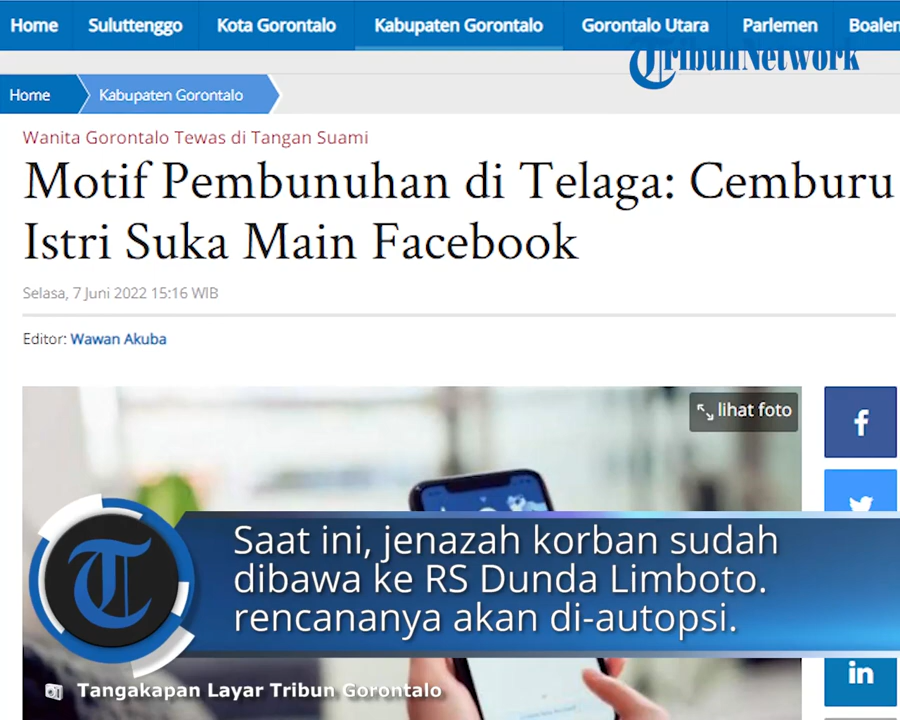 Home Suluttenggo Kota Gorontalo Kabupaten Gorontalo Gorontalo Utara Parlemen Boalen
TribunNetwork
Home Kabupaten Gorontalo
Wanita Gorontalo Tewas di Tangan Suami
Motif Pembunuhan di Telaga: Cemburu
Istri Suka Main Facebook
Selasa, 7 Juni 2022 15:16 WIB
Editor: Wawan Akuba
lihat foto
f
T
Saat ini, jenazah korban sudah
dibawa ke RS Dunda Limboto.
rencananya akan di-autopsi.
in
Tangakapan Layar Tribun Gorontalo